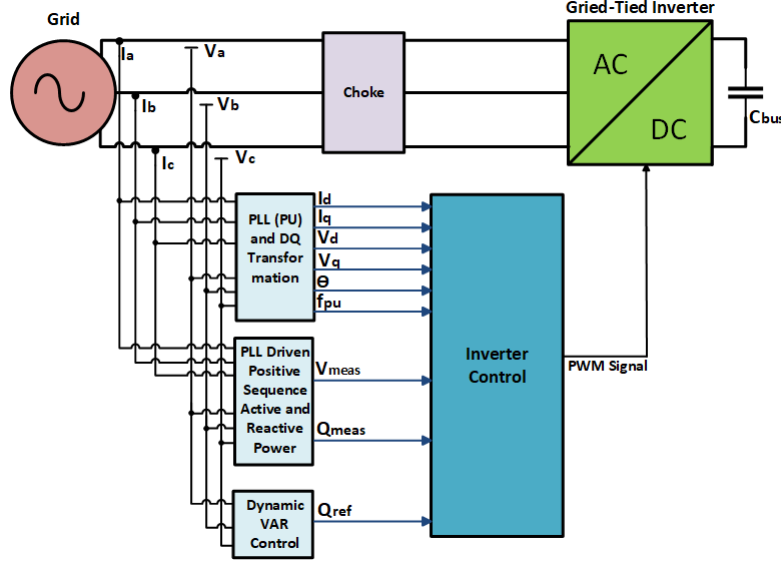 Grid
Gried-Tied Inverter
Ia
Va
Ib
Vb
Ic
Vc
Choke
AC
DC
Cbus
PLL (PU)
and DQ
Transfor
mation
Id
Iq
Vd
Vq
Θ
fpu
PLL Driven
Positive
Sequence
Active and
Reactive
Power
Vmeas
Qmeas
Dynamic
VAR
Control
Qref
Inverter
Control
PWM Signal